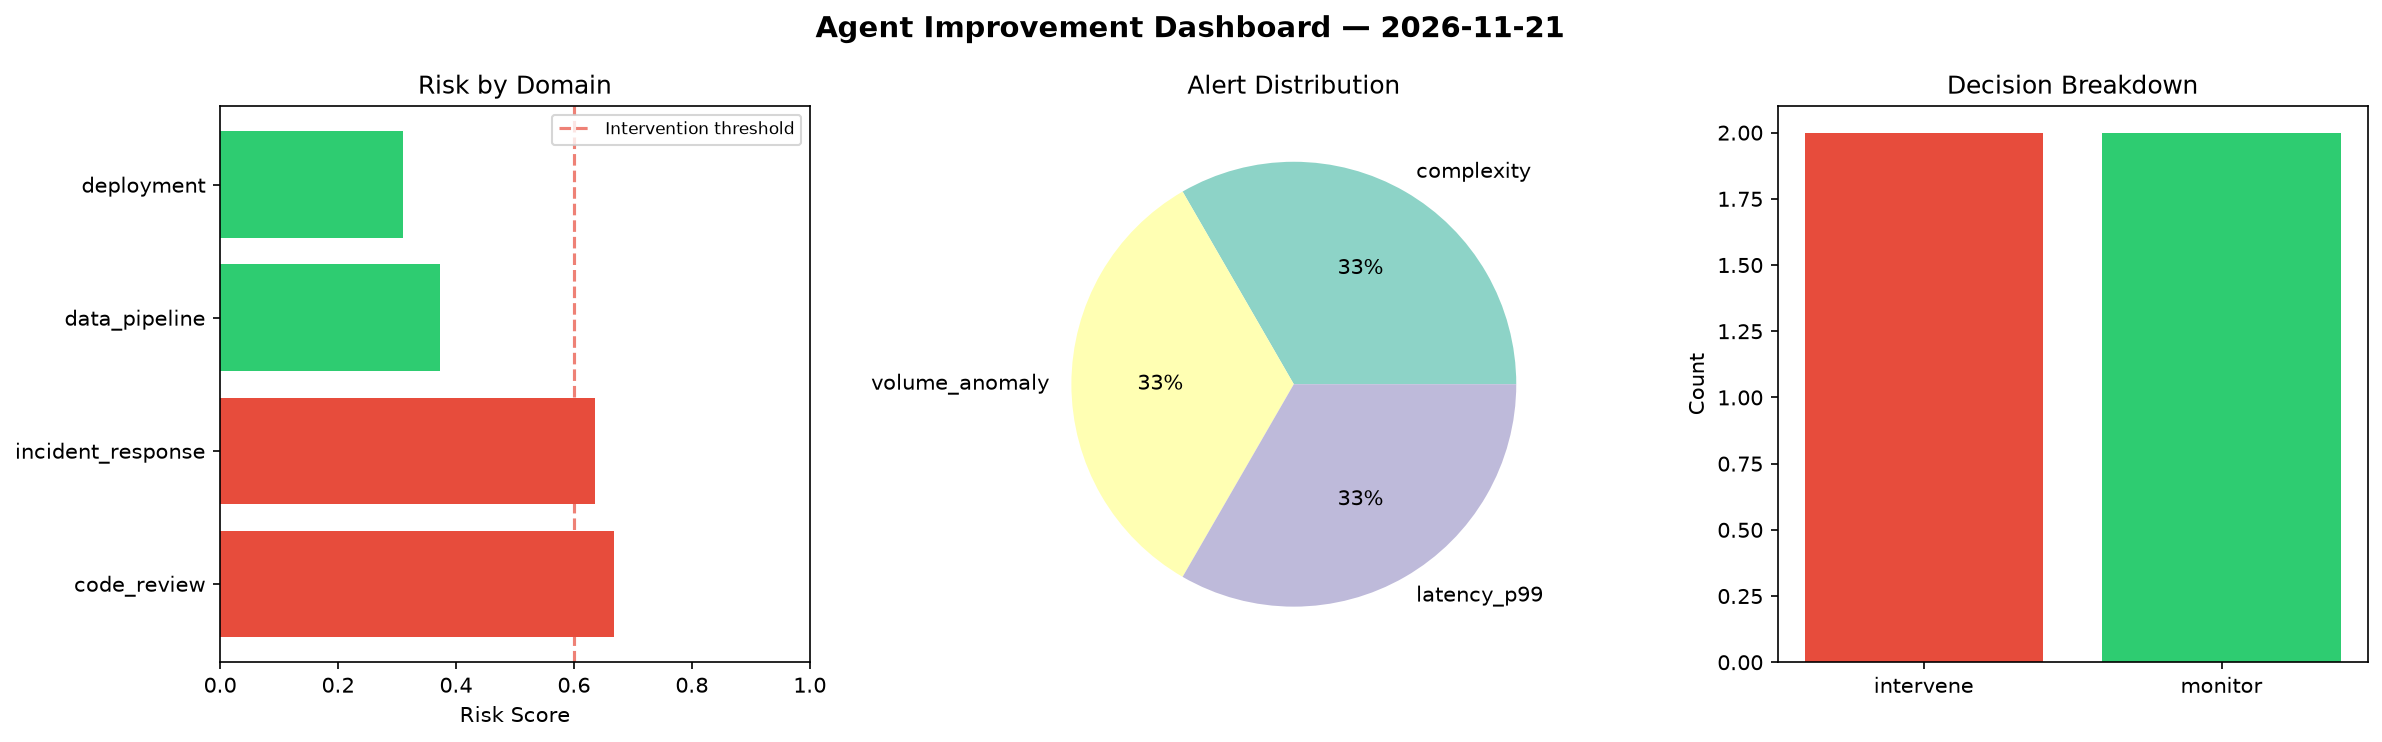 Agent Improvement Dashboard — 2026-11-21
Risk by Domain
Intervention threshold
deployment
data_pipeline
incident_response
code_review
0.0 0.2 0.4 0.6 0.8 1.0
Risk Score
Alert Distribution
complexity
33%
volume_anomaly
33%
33%
latency_p99
Decision Breakdown
Count
2.00
1.75
1.50
1.25
1.00
0.75
0.50
0.25
0.00
intervene monitor